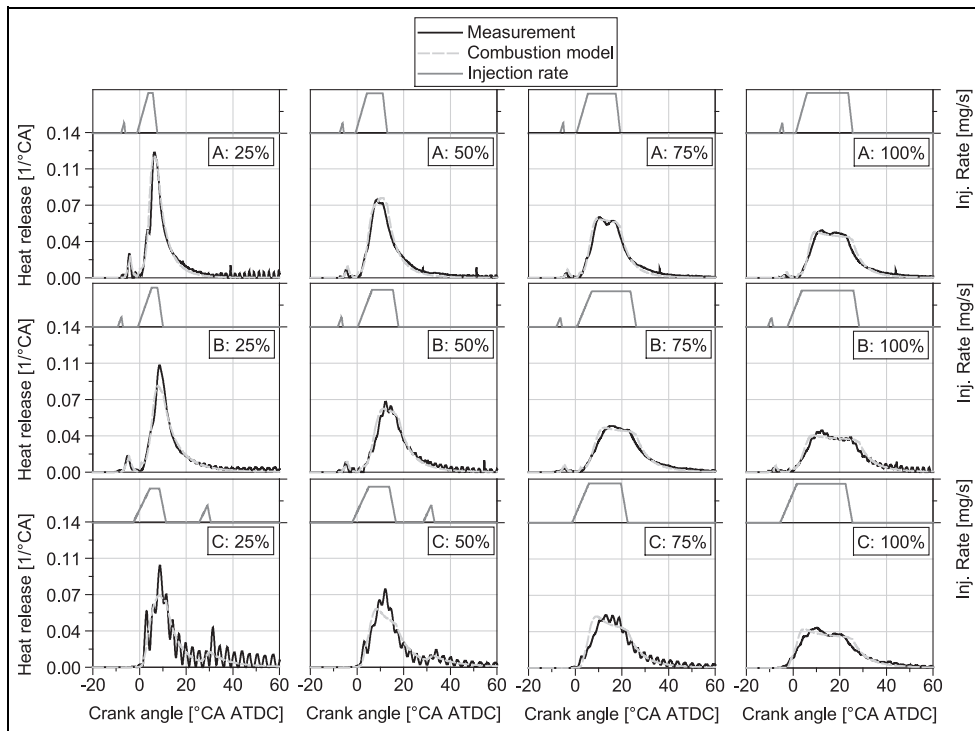 Measurement
Combustion model
Injection rate
Heat release [1/°CA]
0.14
0.11
0.07
0.04
0.00
A: 25%
A: 50%
A: 75%
A: 100%
Inj. Rate [mg/s]
Heat release [1/°CA]
0.14
0.11
0.07
0.04
0.00
B: 25%
B: 50%
B: 75%
B: 100%
Inj. Rate [mg/s]
Heat release [1/°CA]
0.14
0.11
0.07
0.04
0.00
C: 25%
C: 50%
C: 75%
C: 100%
Inj. Rate [mg/s]
-20 0 20 40 60
-20 0 20 40 60
-20 0 20 40 60
-20 0 20 40 60
Crank angle [°CA ATDC]
Crank angle [°CA ATDC]
Crank angle [°CA ATDC]
Crank angle [°CA ATDC]